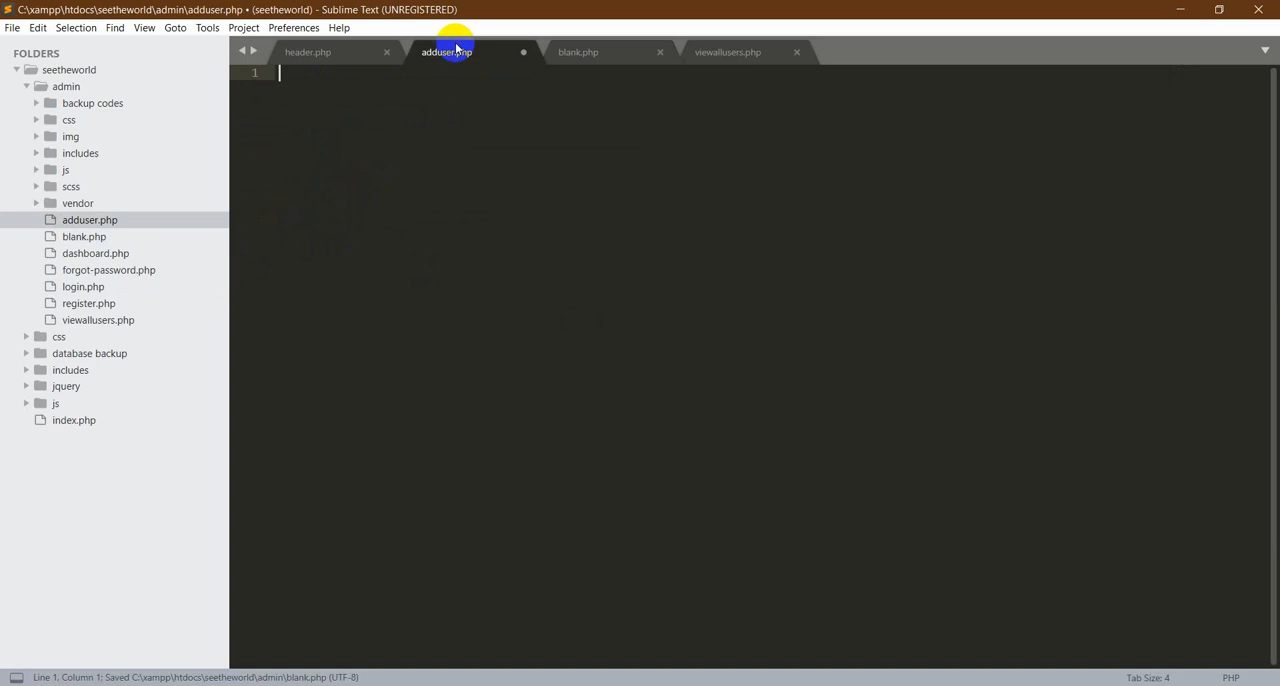 C:\xampp\htdocs\seetheworld\admin\adduser.php • (seetheworld) - Sublime Text (UNREGISTERED)
File Edit Selection Find View Goto Tools Project Preferences Help
FOLDERS
seetheworld
admin
backup codes
css
img
includes
js
scss
vendor
adduser.php
blank.php
dashboard.php
forgot-password.php
login.php
register.php
viewallusers.php
css
database backup
includes
jquery
js
index.php
header.php adduser.php blank.php viewallusers.php
1
Line 1, Column 1; Saved C:\xampp\htdocs\seetheworld\admin\blank.php (UTF-8) Tab Size: 4 PHP